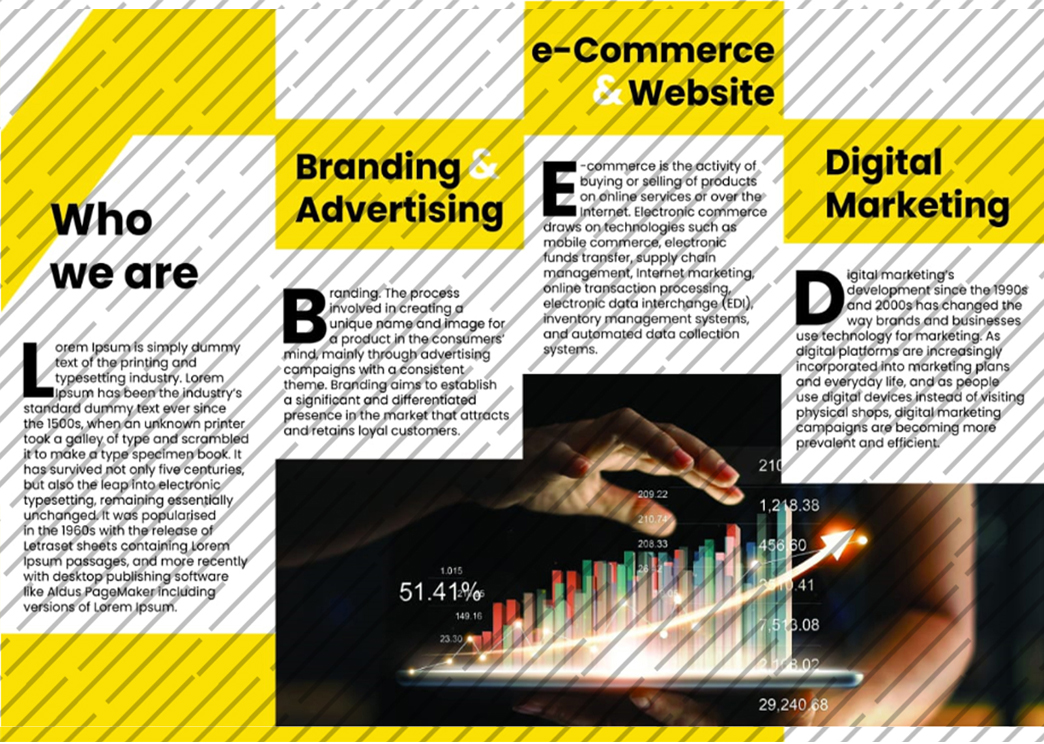 Who
we are
Lorem Ipsum is simply dummy
text of the printing and
typesetting industry. Lorem
Ipsum has been the industry's
standard dummy text ever since
the 1500s, when an unknown printer
took a galley of type and scrambled
it to make a type specimen book. It
has survived not only five centuries,
but also the leap into electronic
typesetting, remaining essentially
unchanged. It was popularised
in the 1960s with the release of
Letraset sheets containing Lorem
Ipsum passages, and more recently
with desktop publishing software
like Aldus PageMaker including
versions of Lorem Ipsum.
Branding &
Advertising
Branding. The process
involved in creating a
unique name and image for
a product in the consumers'
mind, mainly through advertising
campaigns with a consistent
theme. Branding aims to establish
a significant and differentiated
presence in the market that attracts
and retains loyal customers.
e-Commerce
& Website
E-commerce is the activity of
buying or selling of products
on online services or over the
Internet. Electronic commerce
draws on technologies such as
mobile commerce, electronic
funds transfer, supply chain
management, Internet marketing,
online transaction processing,
electronic data interchange (EDI),
inventory management systems,
and automated data collection
systems.
Digital
Marketing
Digital marketing's
development since the 1990s
and 2000s has changed the
way brands and businesses
use technology for marketing. As
digital platforms are increasingly
incorporated into marketing plans
and everyday life, and as people
use digital devices instead of visiting
physical shops, digital marketing
campaigns are becoming more
prevalent and efficient.
1.015
51.41%
149.16
23.30
209.22
210.74
208.33
210
1,218.38
456.60
7,513.08
2,198.02
29,240.68